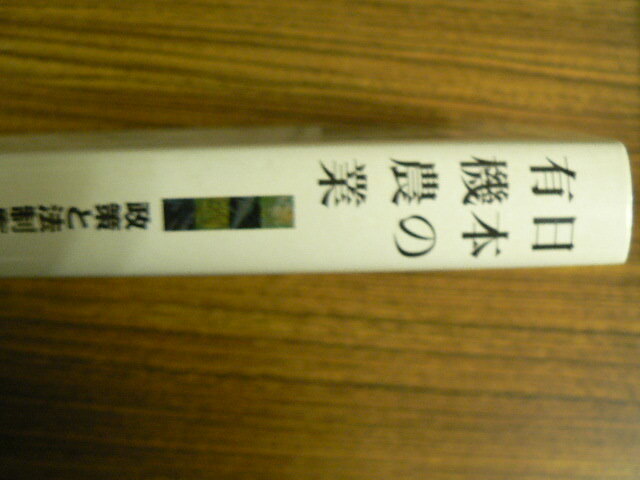 日本の
有機農業
政策と法制